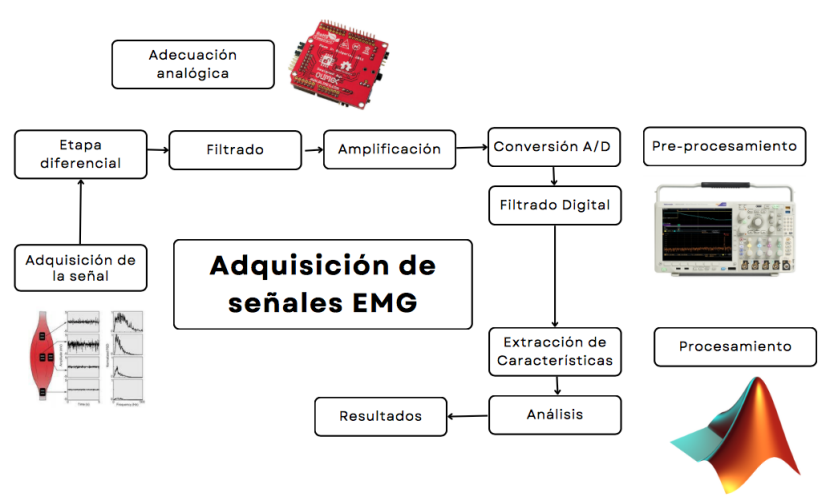 Adecuación
analógica
Etapa
diferencial
Filtrado
Amplificación
Conversión A/D
Pre-procesamiento
Filtrado Digital
Adquisición de
la señal
Adquisición de
señales EMG
Extracción de
Características
Procesamiento
Resultados
Análisis